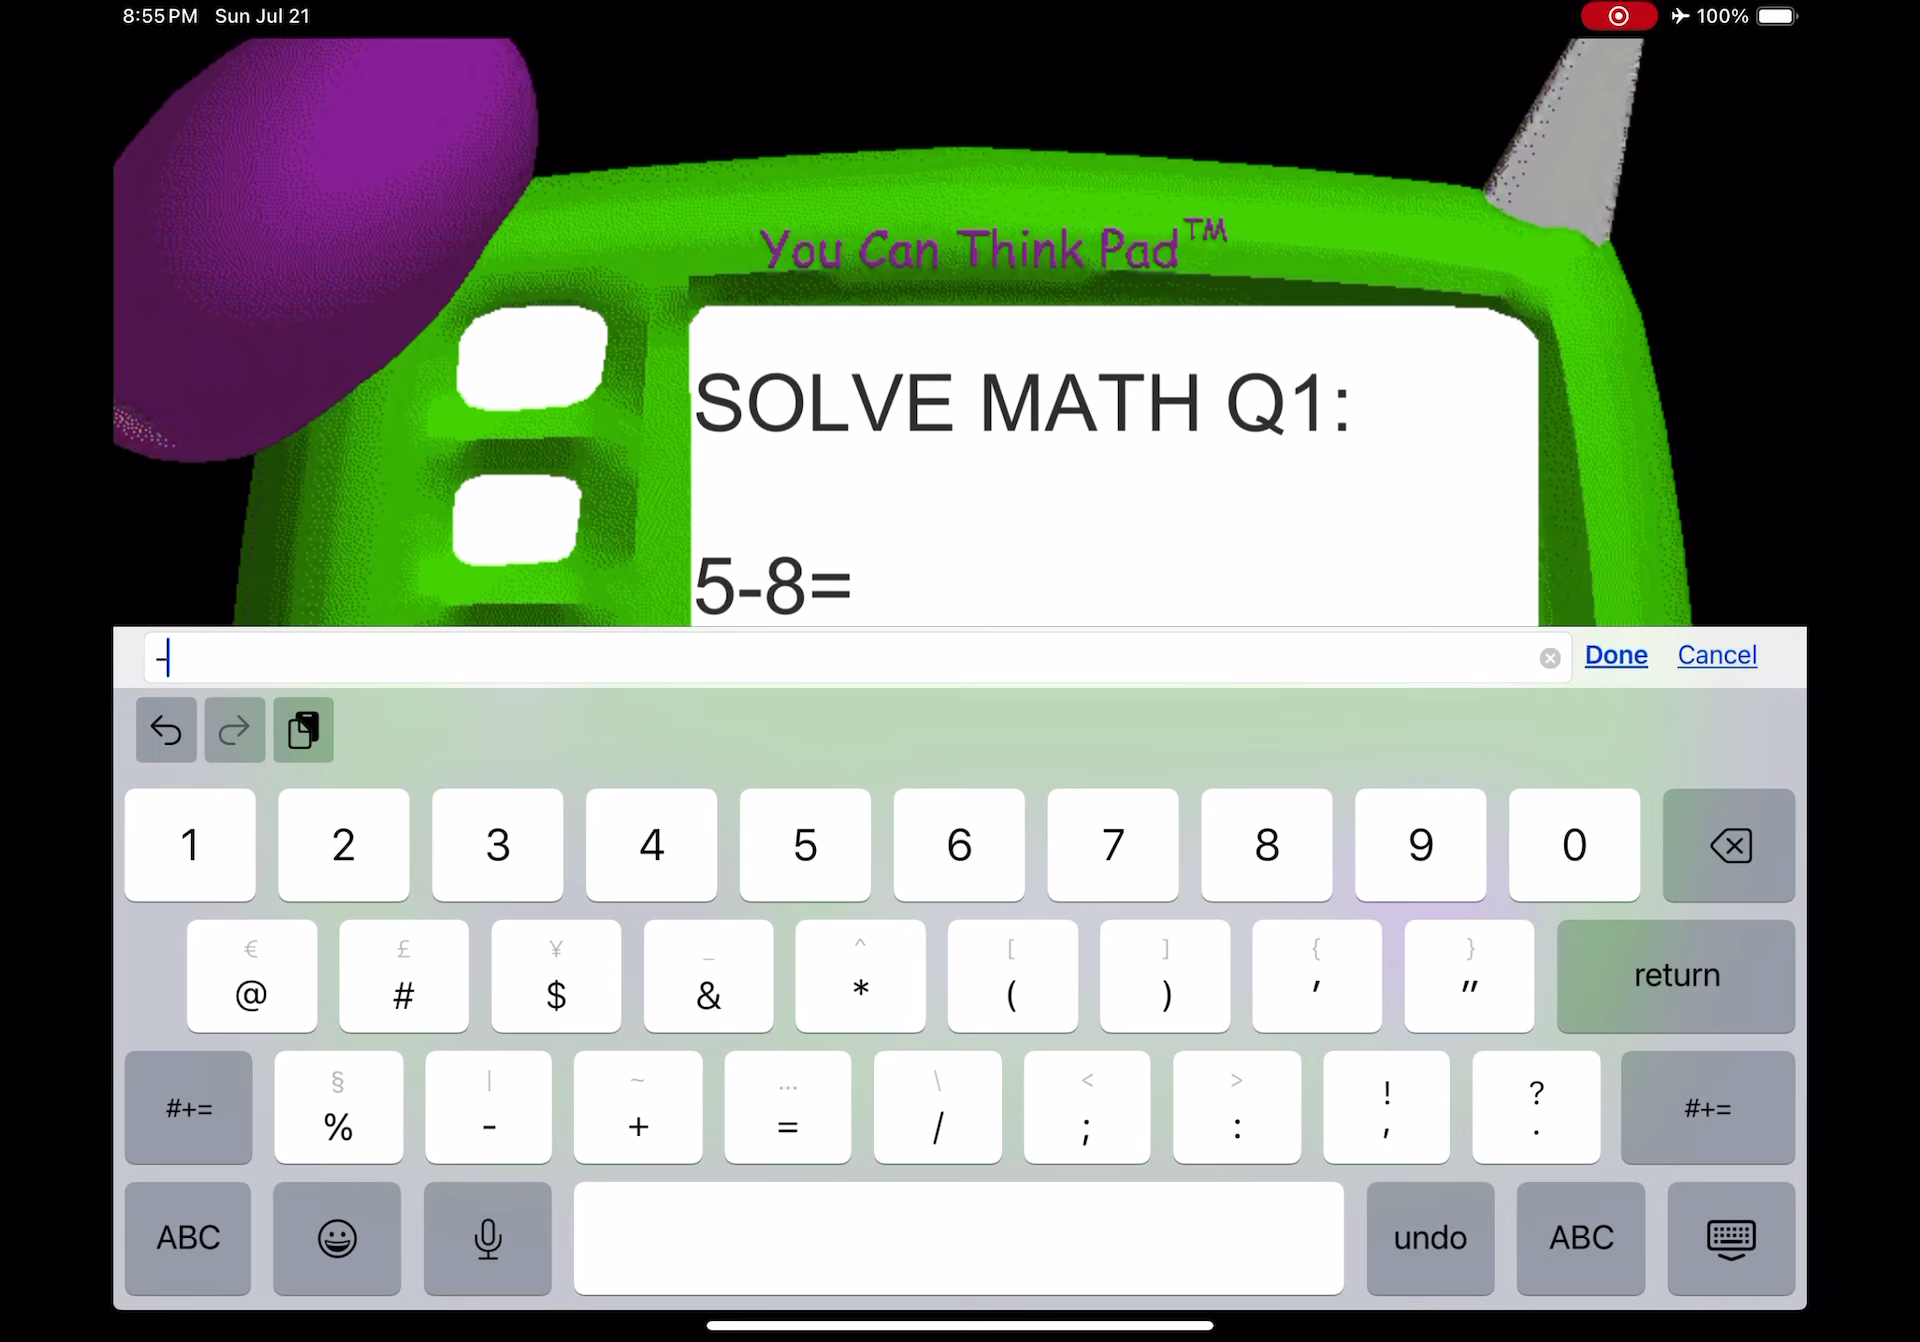 8:55 PM Sun Jul 21 100%
You Can Think Pad™
SOLVE MATH Q1:
5-8=
-
Done Cancel
1 2 3 4 5 6 7 8 9 0
€ £ ¥ _ ^ [ ] { }
@ # $ & * ( ) ' " return
§ | ~ … \ < > ! ?
#+= % - + = / ; : , . #+=
ABC undo ABC